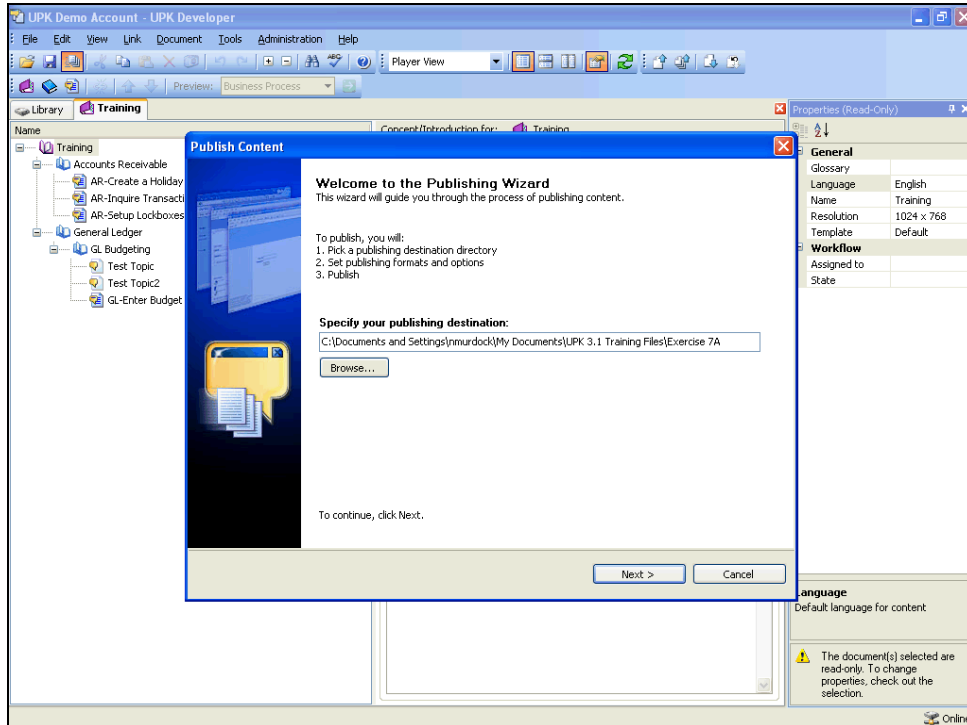 UPK Demo Account - UPK Developer
File Edit View Link Document Tools Administration Help
Player View
Preview: Business Process
Library Training
Properties (Read-Only)
Name
Concept/Introduction for: Training
Training
Accounts Receivable
AR-Create a Holiday
AR-Inquire Transacti
AR-Setup Lockboxes
General Ledger
GL Budgeting
Test Topic
Test Topic2
GL-Enter Budget
Publish Content
Welcome to the Publishing Wizard
This wizard will guide you through the process of publishing content.
To publish, you will:
1. Pick a publishing destination directory
2. Set publishing formats and options
3. Publish
Specify your publishing destination:
C:\Documents and Settings\nmurdock\My Documents\UPK 3.1 Training Files\Exercise 7A
Browse...
To continue, click Next.
Next > Cancel
General
Glossary
Language English
Name Training
Resolution 1024 x 768
Template Default
Workflow
Assigned to
State
anguage
Default language for content
The document(s) selected are
read-only. To change
properties, check out the
selection.
Online